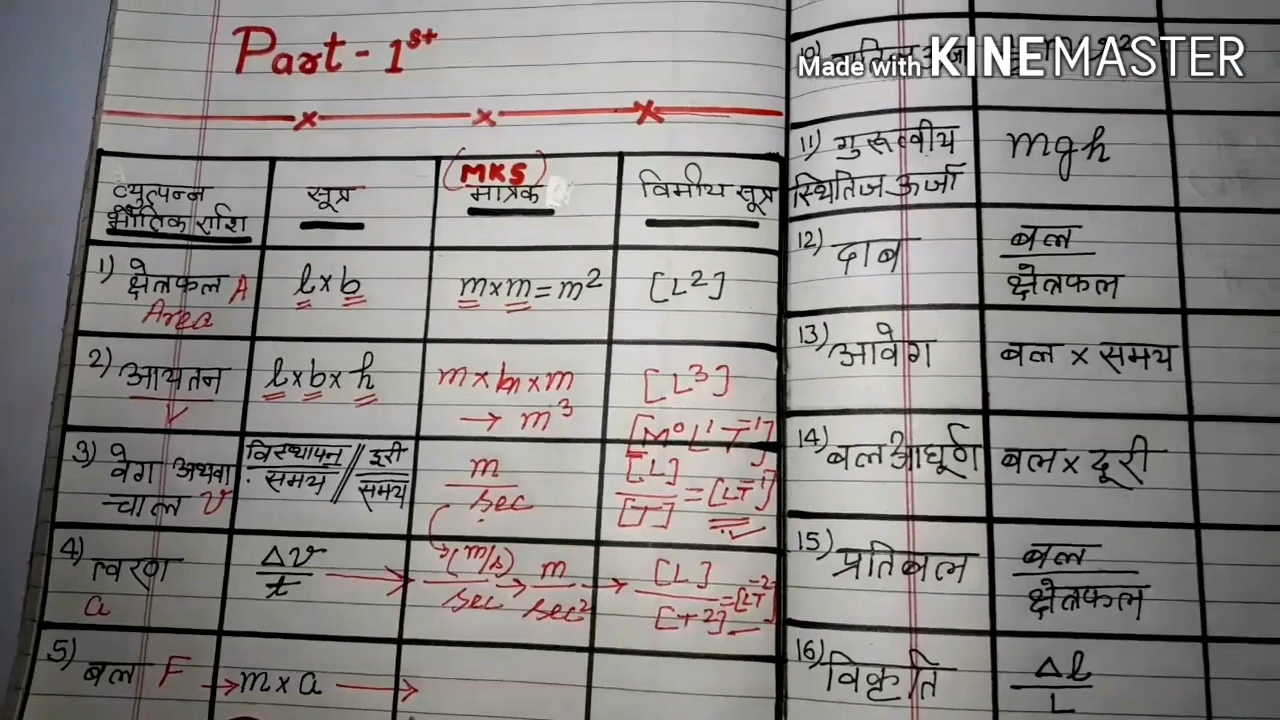 Part - 1st
व्युत्पन्न
भौतिक राशि
सूत्र
(MKS)
मात्रक
विमीय सूत्र
1) क्षेत्रफल A
Area
l×b
m×m=m²
[L²]
2) आयतन
l×b×h
m×m×m
→ m³
[L³]
3) वेग अथवा
चाल v
विस्थापन // दूरी
समय // समय
m
sec
[M⁰L¹T⁻¹]
[L]
[T] = [LT⁻¹]
4) त्वरण
a
Δv
t
(m/s) → m
sec → sec²
[L]
[T²] = [LT⁻²]
5) बल F
→ m×a →
Made with KINEMASTER
11) गुरूत्वीय
स्थितिज ऊर्जा
mgh
12) दाब
बल
क्षेत्रफल
13) आवेग
बल × समय
14) बल आघूर्ण
बल × दूरी
15) प्रतिबल
बल
क्षेत्रफल
16) विकृति
Δl
L